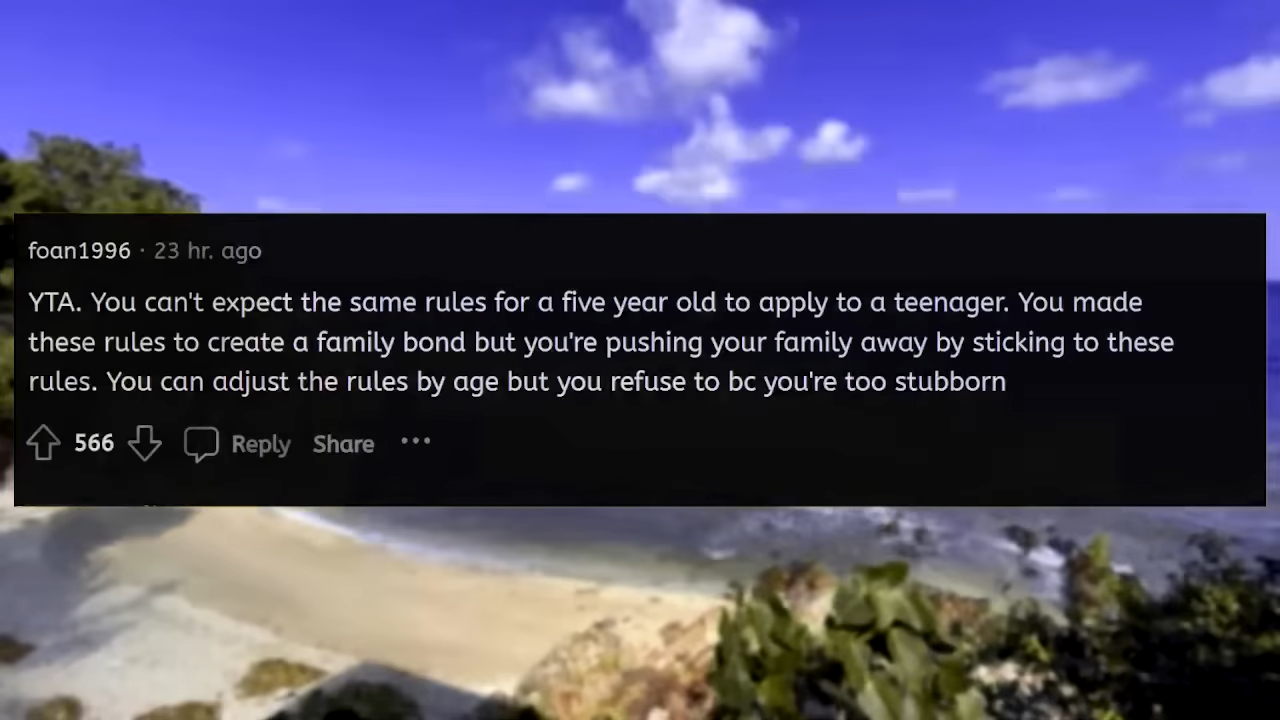 foan1996 · 23 hr. ago
YTA. You can't expect the same rules for a five year old to apply to a teenager. You made
these rules to create a family bond but you're pushing your family away by sticking to these
rules. You can adjust the rules by age but you refuse to bc you're too stubborn
566 Reply Share ···